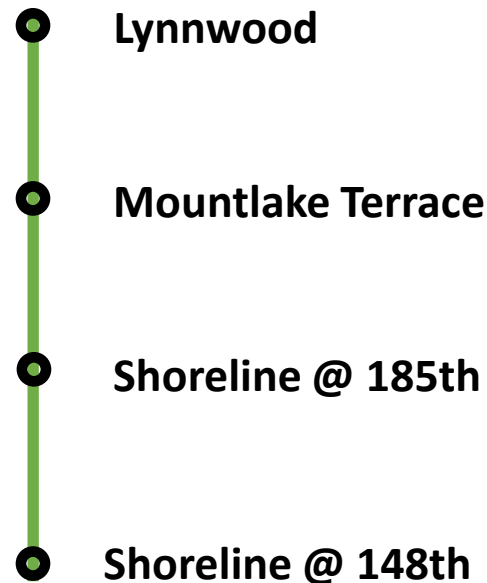 Lynnwood
Mountlake Terrace
Shoreline @ 185th
Shoreline @ 148th